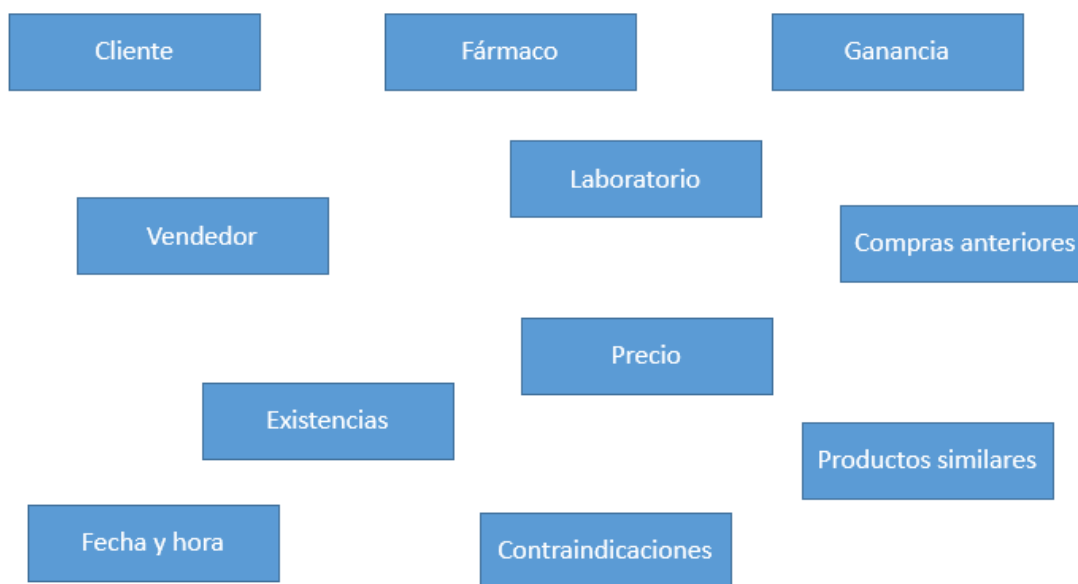 Cliente
Fármaco
Ganancia
Laboratorio
Vendedor
Compras anteriores
Precio
Existencias
Productos similares
Fecha y hora
Contraindicaciones